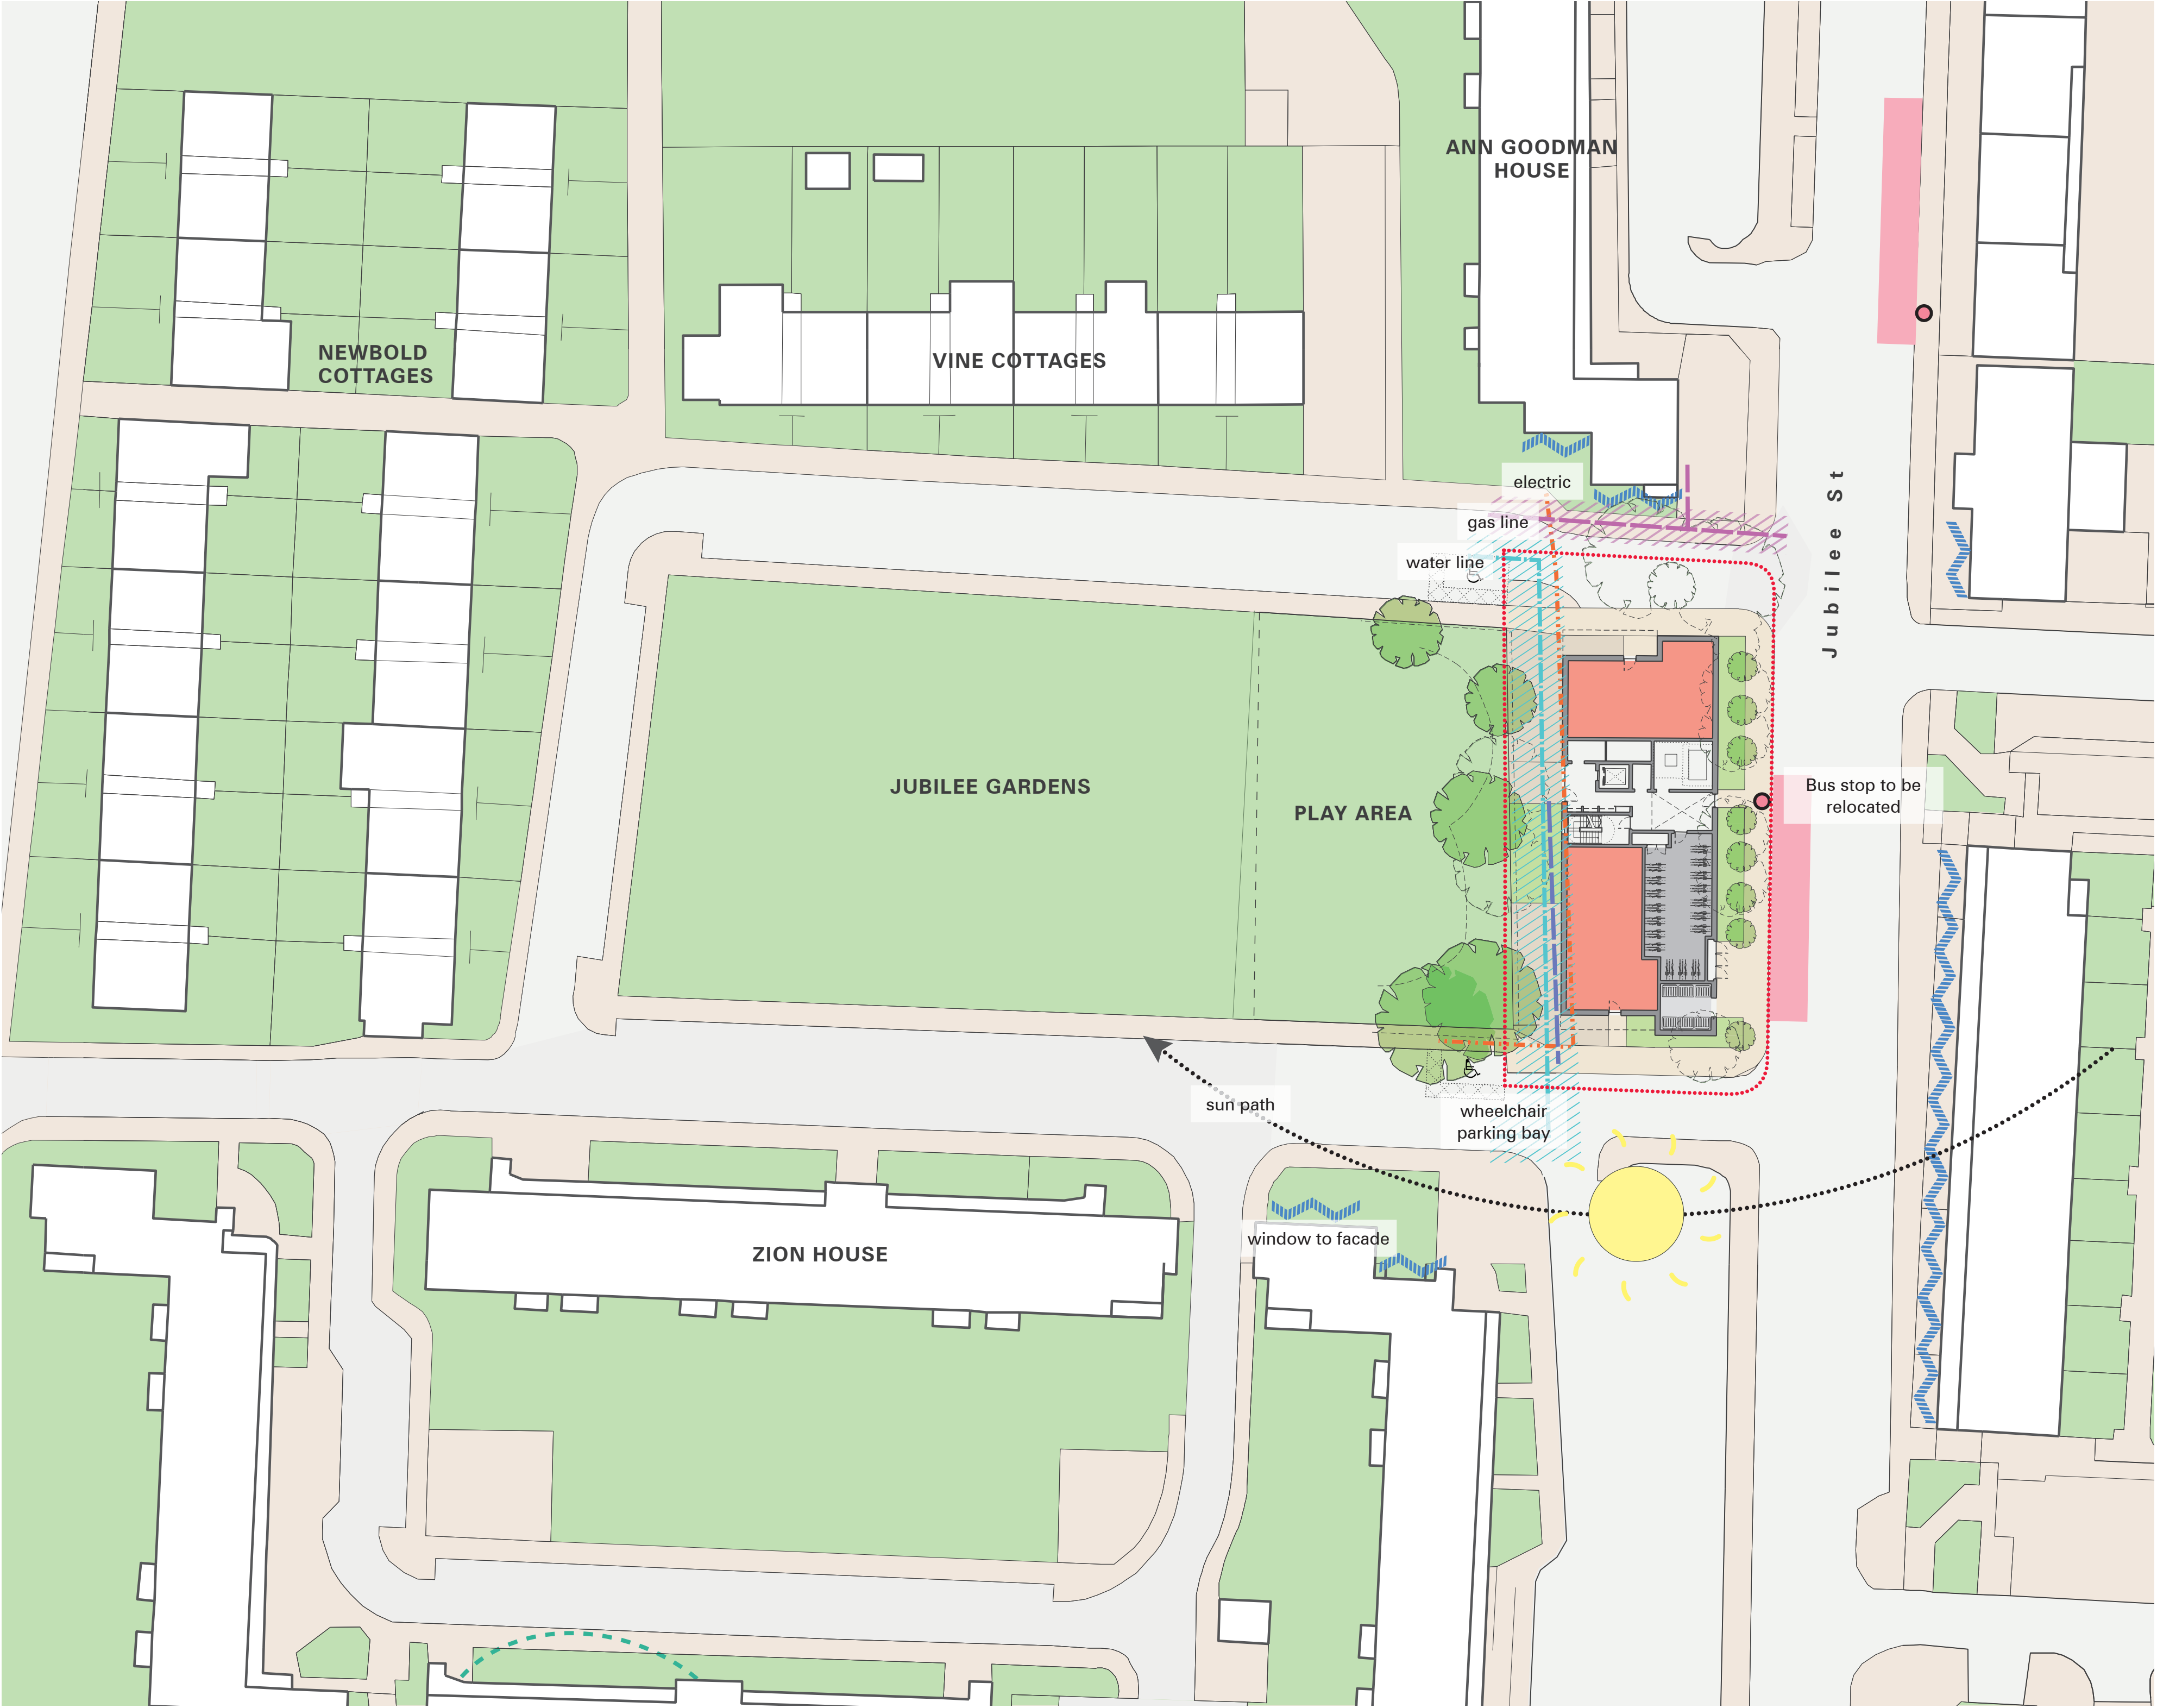 ANN GOODMAN
HOUSE
NEWBOLD
COTTAGES
VINE COTTAGES
electric
gas line
water line
Jubilee St
JUBILEE GARDENS
PLAY AREA
Bus stop to be
relocated
sun path
wheelchair
parking bay
window to facade
ZION HOUSE